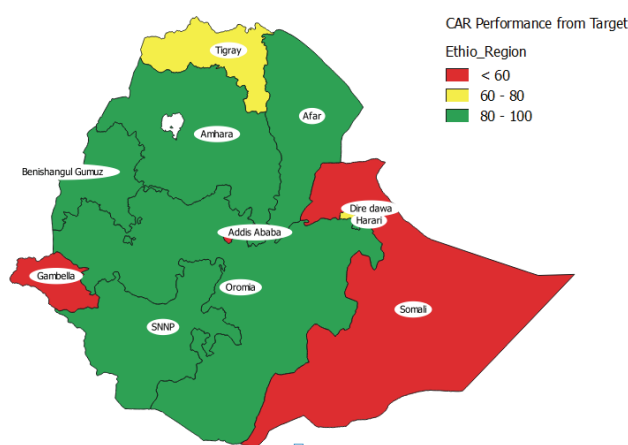 CAR Performance from Target
Ethio_Region
< 60
60 - 80
80 - 100
Tigray
Afar
Amhara
Benishangul Gumuz
Dire dawa
Harari
Addis Ababa
Gambella
Oromia
Somali
SNNP